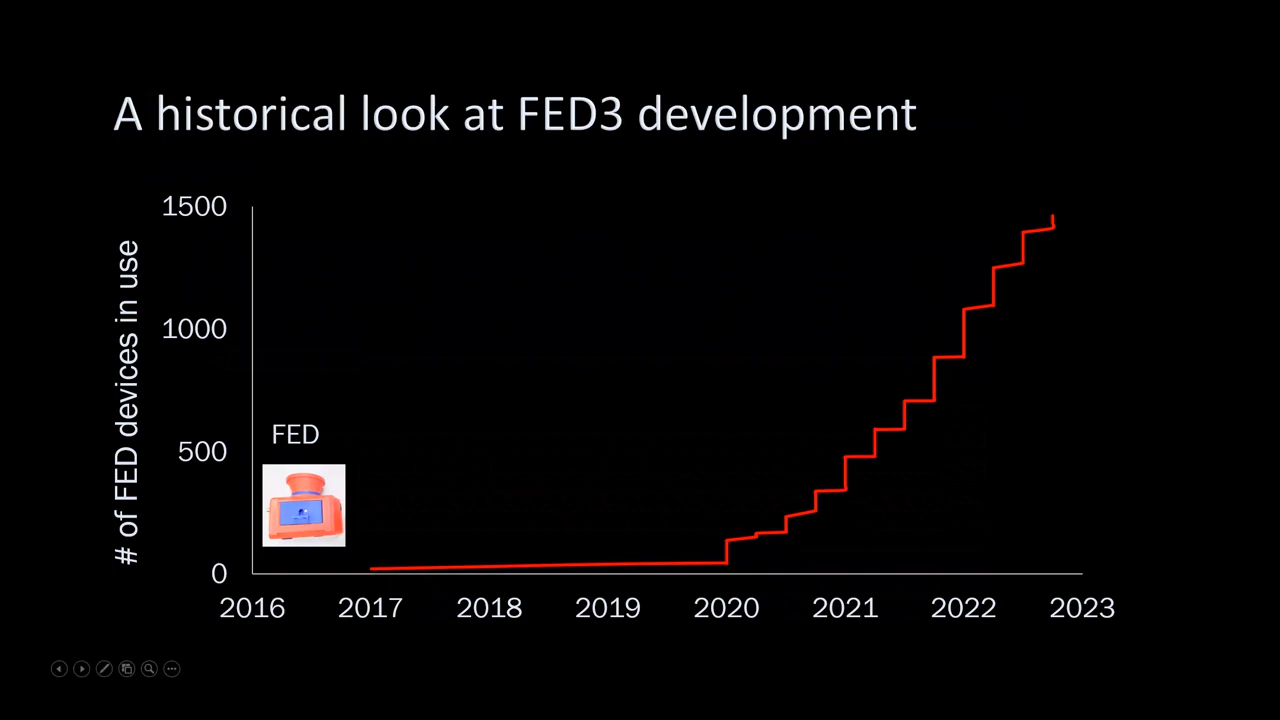 A historical look at FED3 development
# of FED devices in use
1500
1000
500
0
FED
2016 2017 2018 2019 2020 2021 2022 2023